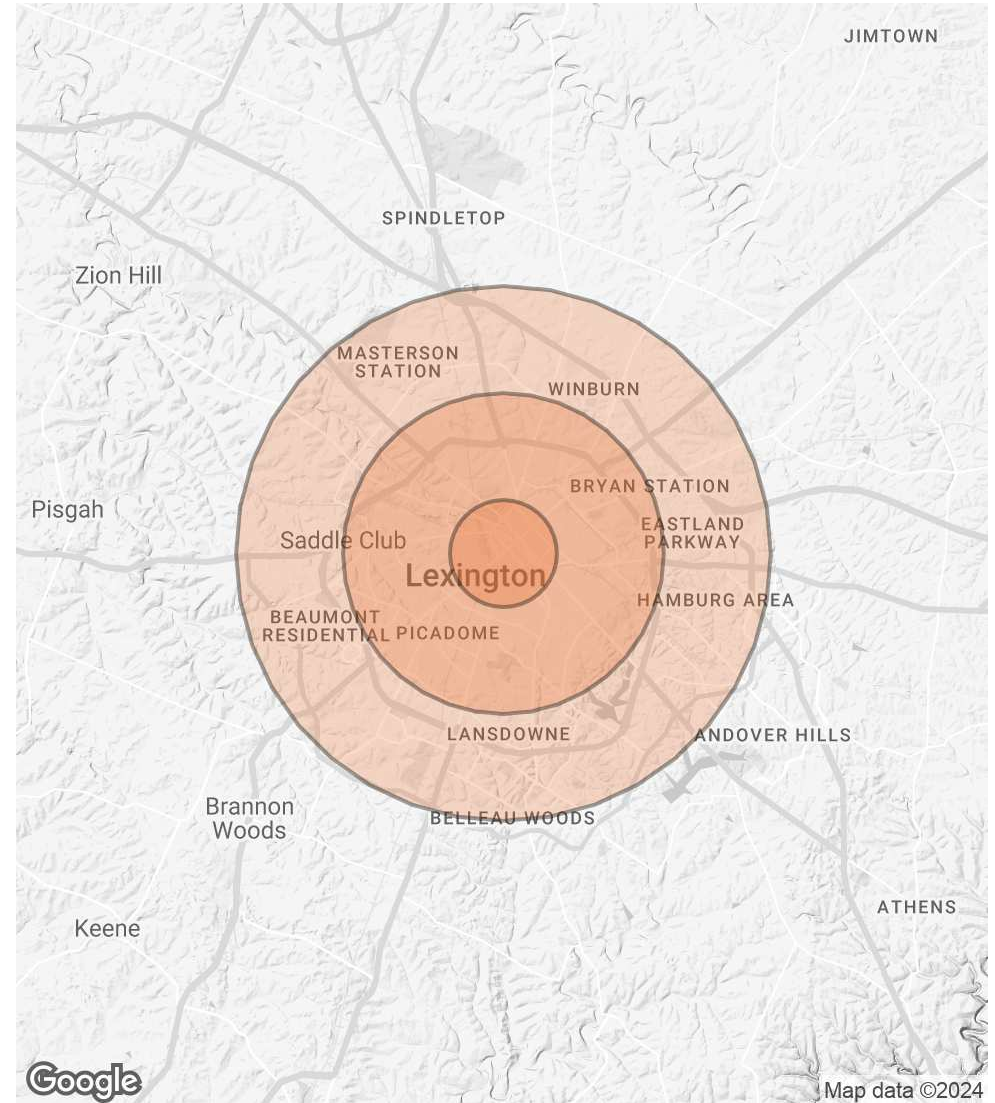 JIMTOWN
SPINDLETOP
Zion Hill
MASTERSON
STATION
WINBURN
BRYAN STATION
Pisgah
EASTLAND
PARKWAY
Saddle Club
Lexington
HAMBURG AREA
BEAUMONT
RESIDENTIAL
PICADOME
LANSDOWNE
ANDOVER HILLS
Brannon
Woods
BELLEAU WOODS
ATHENS
Keene
Google
Map data ©2024